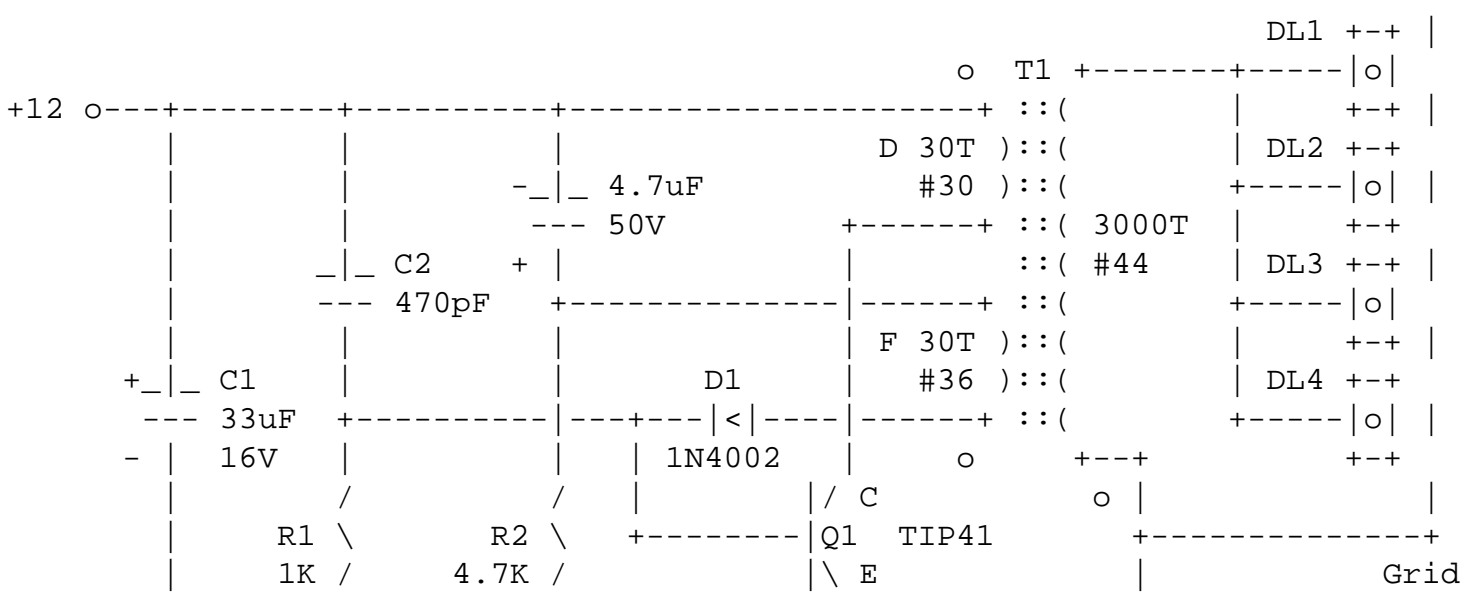 DL1 +-+ |
                                                 o  T1 +-------+-----|o|
+12 o---+--------+----------+---------------------+ ::(        |     +-+ |
        |        |          |                D 30T )::(        | DL2 +-+
        |        |        -_|_ 4.7uF           #30 )::(        +-----|o| |
        |        |         --- 50V         +------+ ::( 3000T  |     +-+
        |       _|_ C2    + |              |        ::( #44    | DL3 +-+ |
        |       --- 470pF   +--------------|------+ ::(        +-----|o|
        |        |          |              | F 30T )::(        |     +-+ |
      +_|_ C1    |          |       D1     |   #36 )::(        | DL4 +-+
       --- 33uF  +----------|---+---|<|----|------+ ::(        +-----|o| |
      - |  16V   |          |   | 1N4002   |     o     +--+          +-+
        |        /          /   |        |/ C           o |              |
        |     R1 \       R2 \   +--------|Q1  TIP41       +--------------+
        |     1K /     4.7K /            |\ E             |            Grid